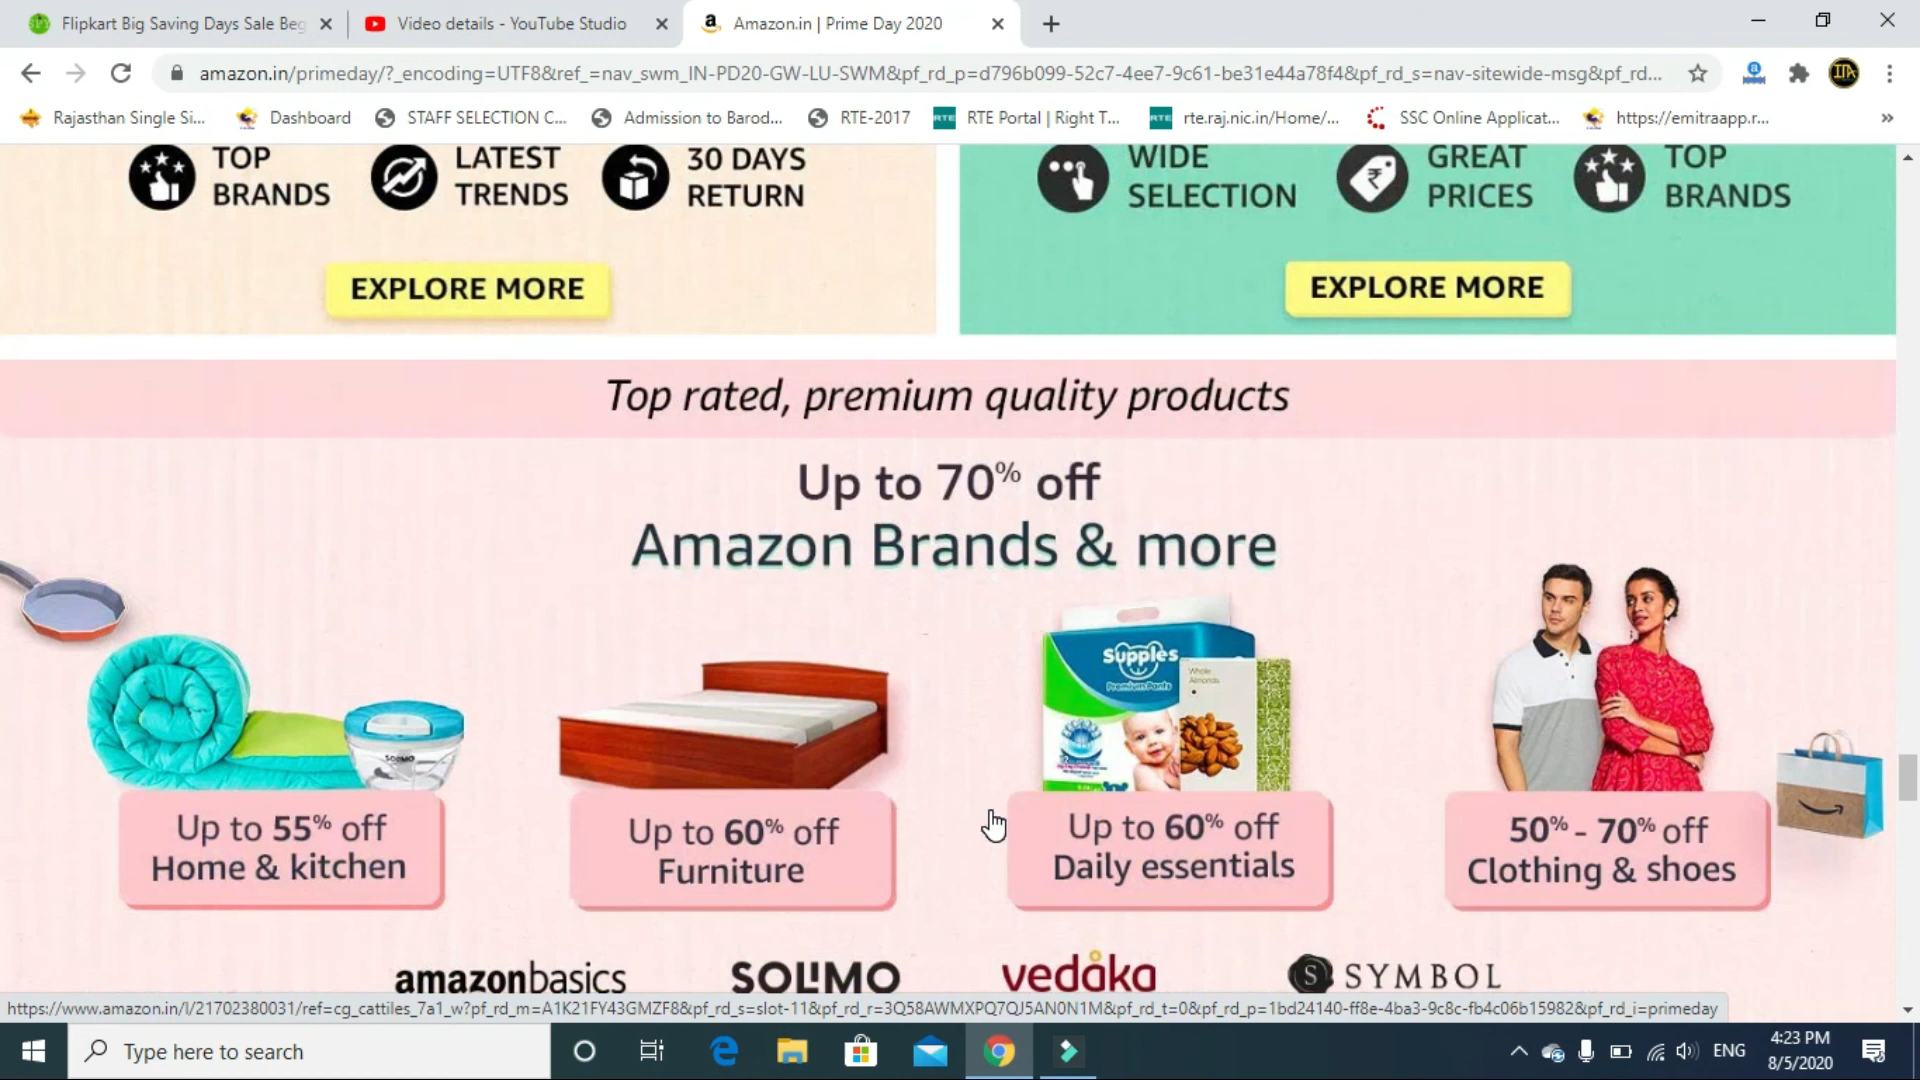 Flipkart Big Saving Days Sale Beg
Video details - YouTube Studio
Amazon.in | Prime Day 2020
amazon.in/primeday/?_encoding=UTF8&ref_=nav_swm_IN-PD20-GW-LU-SWM&pf_rd_p=d796b099-52c7-4ee7-9c61-be31e44a78f4&pf_rd_s=nav-sitewide-msg&pf_rd...
Rajasthan Single Si...
Dashboard
STAFF SELECTION C...
Admission to Barod...
RTE-2017
RTE
RTE Portal | Right T...
RTE
rte.raj.nic.in/Home/...
SSC Online Applicat...
https://emitraapp.r...
TOP
BRANDS
LATEST
TRENDS
30 DAYS
RETURN
WIDE
SELECTION
GREAT
PRICES
TOP
BRANDS
EXPLORE MORE
EXPLORE MORE
Top rated, premium quality products
Up to 70% off
Amazon Brands & more
SOLIMO
Supples
Premium Pants
Whole
Almonds
Up to 55% off
Home & kitchen
Up to 60% off
Furniture
Up to 60% off
Daily essentials
50% - 70% off
Clothing & shoes
amazonbasics
SOLIMO
vedaka
S SYMBOL
https://www.amazon.in/l/21702380031/ref=cg_cattiles_7a1_w?pf_rd_m=A1K21FY43GMZF8&pf_rd_s=slot-11&pf_rd_r=3Q58AWMXPQ7QJ5AN0N1M&pf_rd_t=0&pf_rd_p=1bd24140-ff8e-4ba3-9c8c-fb4c06b15982&pf_rd_i=primeday
Type here to search
ENG
4:23 PM
8/5/2020